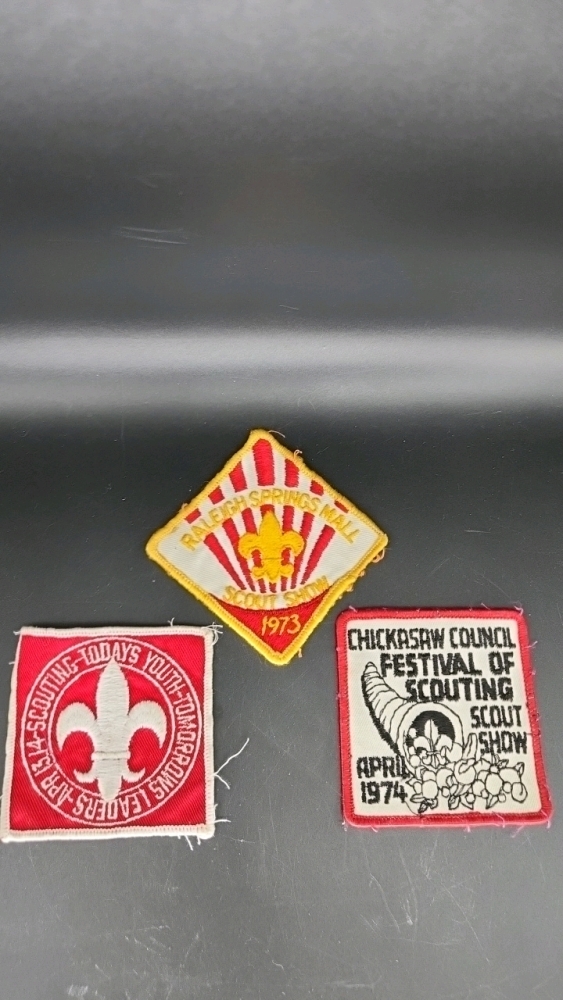 RALEIGH SPRINGS MALL
SCOUT SHOW
1973
SCOUTING-TODAYS YOUTH-TOMORROWS LEADERS-APR 13,14-
CHICKASAW COUNCIL
FESTIVAL OF
SCOUTING
SCOUT
SHOW
APRIL
1974